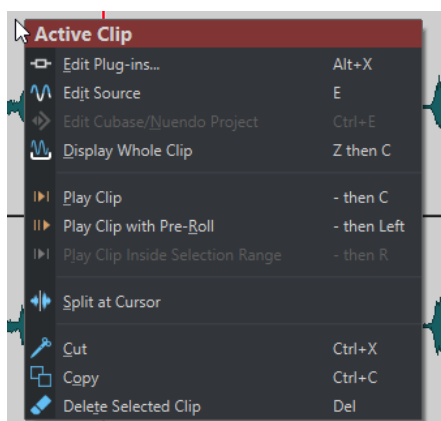 Active Clip
Edit Plug-ins... Alt+X
Edit Source E
Edit Cubase/Nuendo Project Ctrl+E
Display Whole Clip Z then C
Play Clip - then C
Play Clip with Pre-Roll - then Left
Play Clip Inside Selection Range - then R
Split at Cursor
Cut Ctrl+X
Copy Ctrl+C
Delete Selected Clip Del